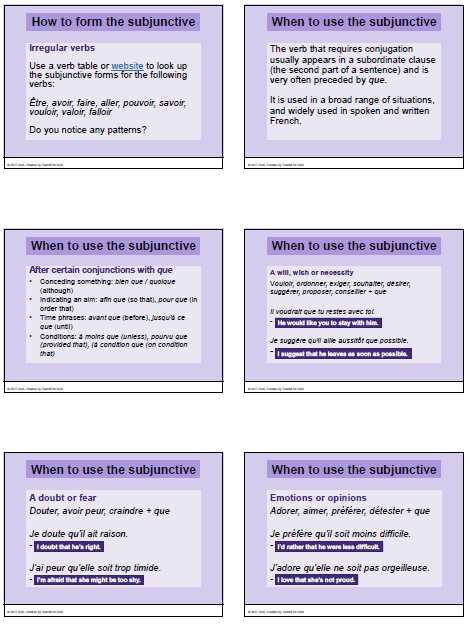 How to form the subjunctive
Irregular verbs
Use a verb table or website to look up
the subjunctive forms for the following
verbs:
Être, avoir, faire, aller, pouvoir, savoir,
vouloir, valoir, falloir
Do you notice any patterns?
When to use the subjunctive
The verb that requires conjugation
usually appears in a subordinate clause
(the second part of a sentence) and is
very often preceded by que.
It is used in a broad range of situations,
and widely used in spoken and written
French.
When to use the subjunctive
After certain conjunctions with que
• Conceding something: bien que / quoique
(although)
• Indicating an aim: afin que (so that), pour que (in
order that)
• Time phrases: avant que (before), jusqu'à ce
que (until)
• Conditions: à moins que (unless), pourvu que
(provided that), (à condition que (on condition
that)
When to use the subjunctive
A will, wish or necessity
Vouloir, ordonner, exiger, souhaiter, désirer,
suggérer, proposer, conseiller + que
Il voudrait que tu restes avec toi.
- He would like you to stay with him.
Je suggère qu'il aille aussitôt que possible.
- I suggest that he leaves as soon as possible.
When to use the subjunctive
A doubt or fear
Douter, avoir peur, craindre + que
Je doute qu'il ait raison.
- I doubt that he's right.
J'ai peur qu'elle soit trop timide.
- I'm afraid that she might be too shy.
When to use the subjunctive
Emotions or opinions
Adorer, aimer, préférer, détester + que
Je préfère qu'il soit moins difficile.
- I'd rather that he were less difficult.
J'adore qu'elle ne soit pas orgeilleuse.
- I love that she's not proud.